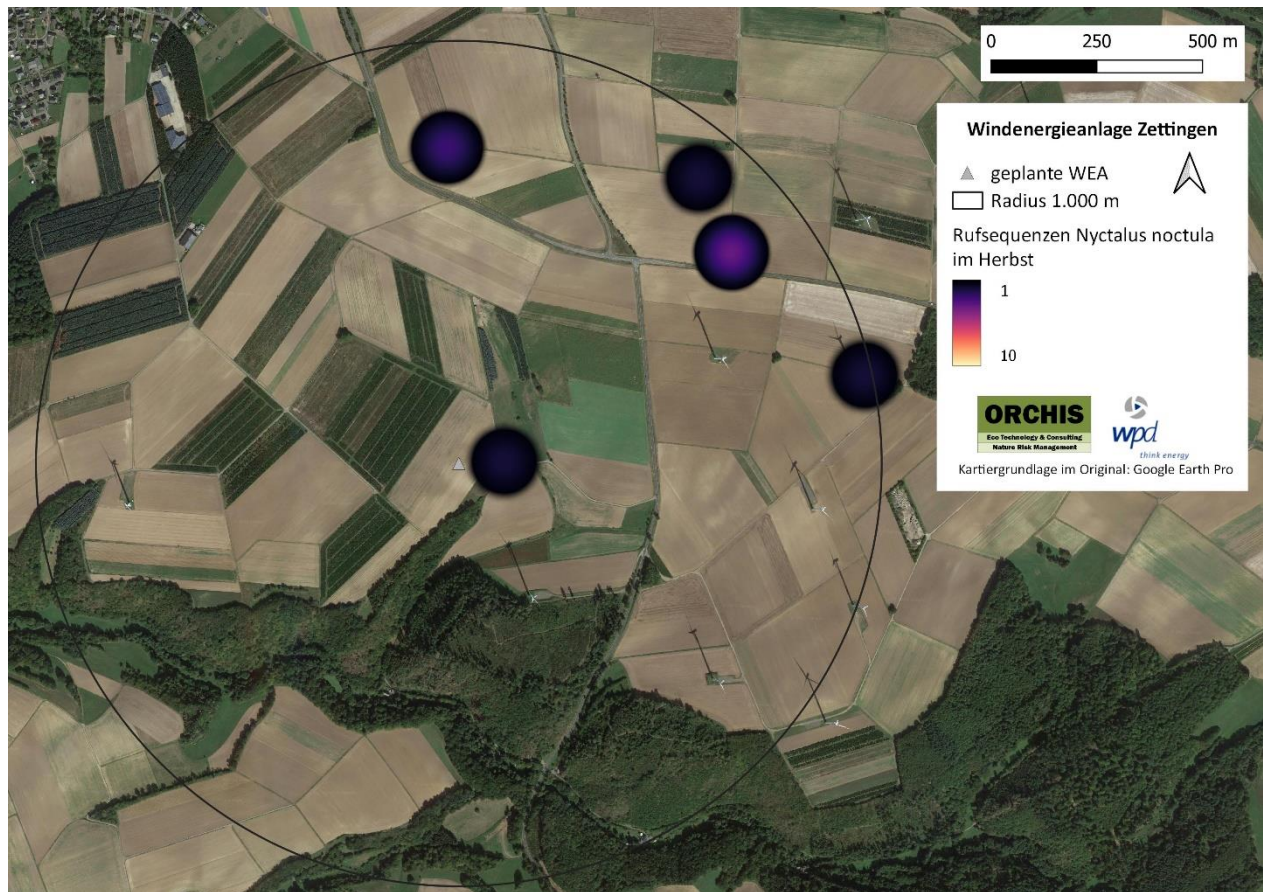 0 250 500 m
Windenergieanlage Zettingen
geplante WEA
Radius 1.000 m
Rufsequenzen Nyctalus noctula
im Herbst
1
10
ORCHIS
Eco Technology & Consulting
Nature Risk Management
wpd
think energy
Kartiergrundlage im Original: Google Earth Pro